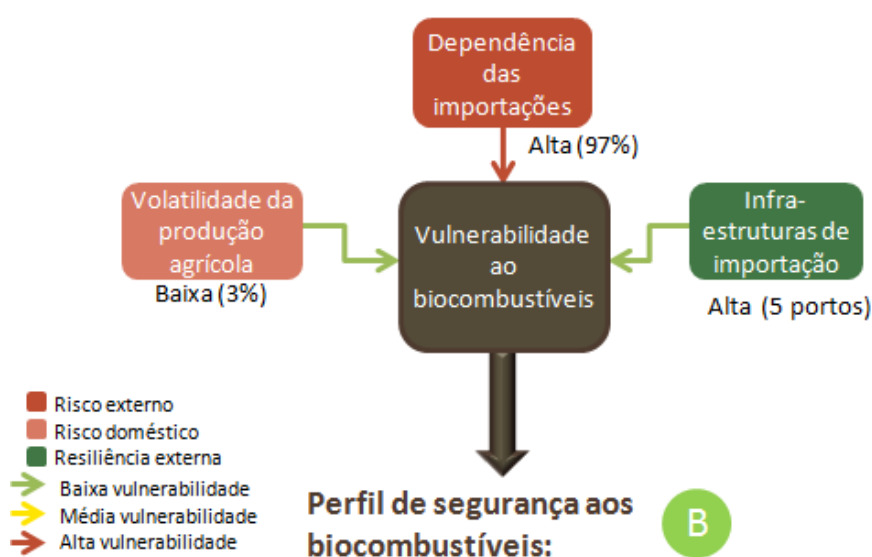 Dependência
das
importações
Alta (97%)
Volatilidade da
produção
agrícola
Baixa (3%)
Vulnerabilidade
ao
biocombustíveis
Infra-
estruturas de
importação
Alta (5 portos)
Risco externo
Risco doméstico
Resiliência externa
Baixa vulnerabilidade
Média vulnerabilidade
Alta vulnerabilidade
Perfil de segurança aos
biocombustíveis:
B